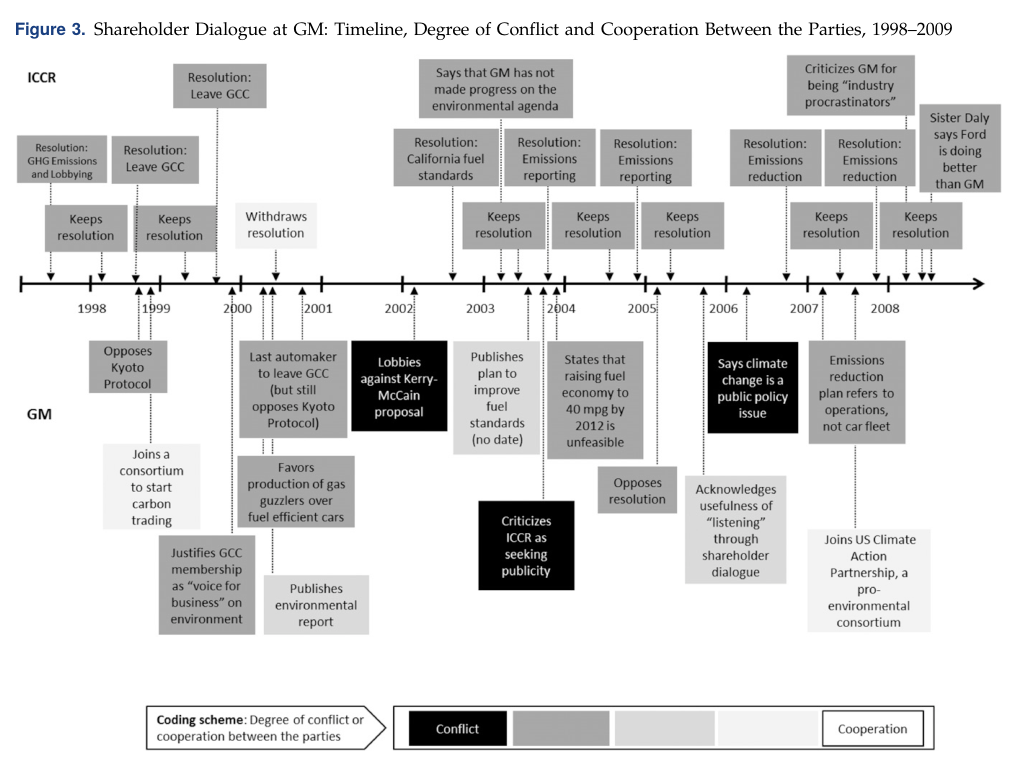 Figure 3. Shareholder Dialogue at GM: Timeline, Degree of Conflict and Cooperation Between the Parties, 1998–2009
ICCR
Resolution:
Leave GCC
Says that GM has not
made progress on the
environmental agenda
Criticizes GM for
being “industry
procrastinators”
Resolution:
GHG Emissions
and Lobbying
Resolution:
Leave GCC
Resolution:
California fuel
standards
Resolution:
Emissions
reporting
Resolution:
Emissions
reporting
Resolution:
Emissions
reduction
Resolution:
Emissions
reduction
Sister Daly
says Ford
is doing
better
than GM
Keeps
resolution
Keeps
resolution
Withdraws
resolution
Keeps
resolution
Keeps
resolution
Keeps
resolution
Keeps
resolution
Keeps
resolution
1998
1999
2000
2001
2002
2003
2004
2005
2006
2007
2008
GM
Opposes
Kyoto
Protocol
Last automaker
to leave GCC
(but still
opposes Kyoto
Protocol)
Lobbies
against Kerry-
McCain
proposal
Publishes
plan to
improve
fuel
standards
(no date)
States that
raising fuel
economy to
40 mpg by
2012 is
unfeasible
Says climate
change is a
public policy
issue
Emissions
reduction
plan refers to
operations,
not car fleet
Joins a
consortium
to start
carbon
trading
Favors
production of gas
guzzlers over
fuel efficient cars
Opposes
resolution
Acknowledges
usefulness of
“listening”
through
shareholder
dialogue
Criticizes
ICCR as
seeking
publicity
Justifies GCC
membership
as “voice for
business” on
environment
Publishes
environmental
report
Joins US Climate
Action
Partnership, a
pro-
environmental
consortium
Coding scheme: Degree of conflict or
cooperation between the parties
Conflict
Cooperation